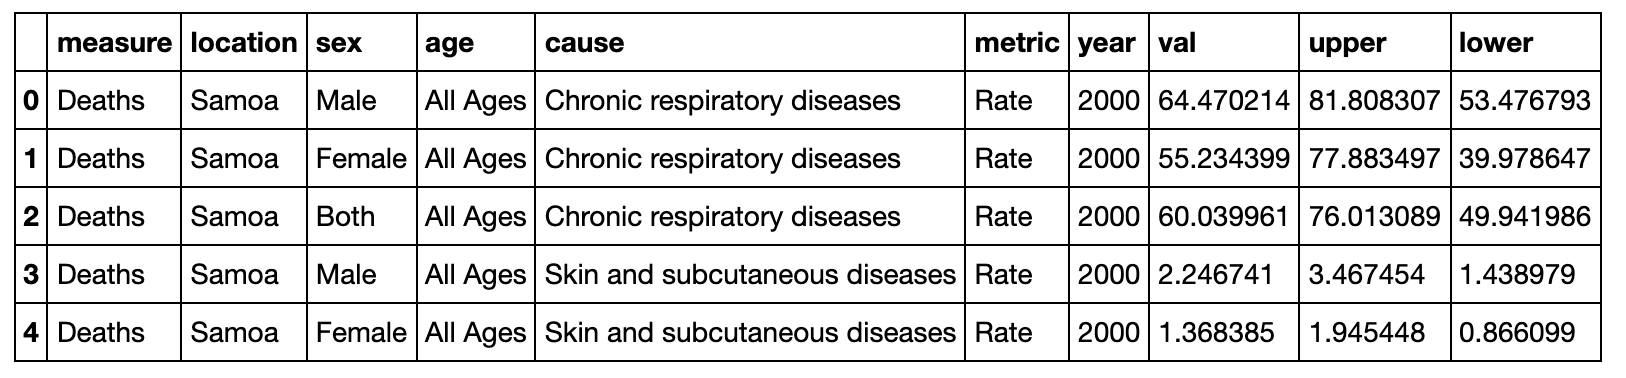 measure location sex age cause metric year val upper lower
0 Deaths Samoa Male All Ages Chronic respiratory diseases Rate 2000 64.470214 81.808307 53.476793
1 Deaths Samoa Female All Ages Chronic respiratory diseases Rate 2000 55.234399 77.883497 39.978647
2 Deaths Samoa Both All Ages Chronic respiratory diseases Rate 2000 60.039961 76.013089 49.941986
3 Deaths Samoa Male All Ages Skin and subcutaneous diseases Rate 2000 2.246741 3.467454 1.438979
4 Deaths Samoa Female All Ages Skin and subcutaneous diseases Rate 2000 1.368385 1.945448 0.866099